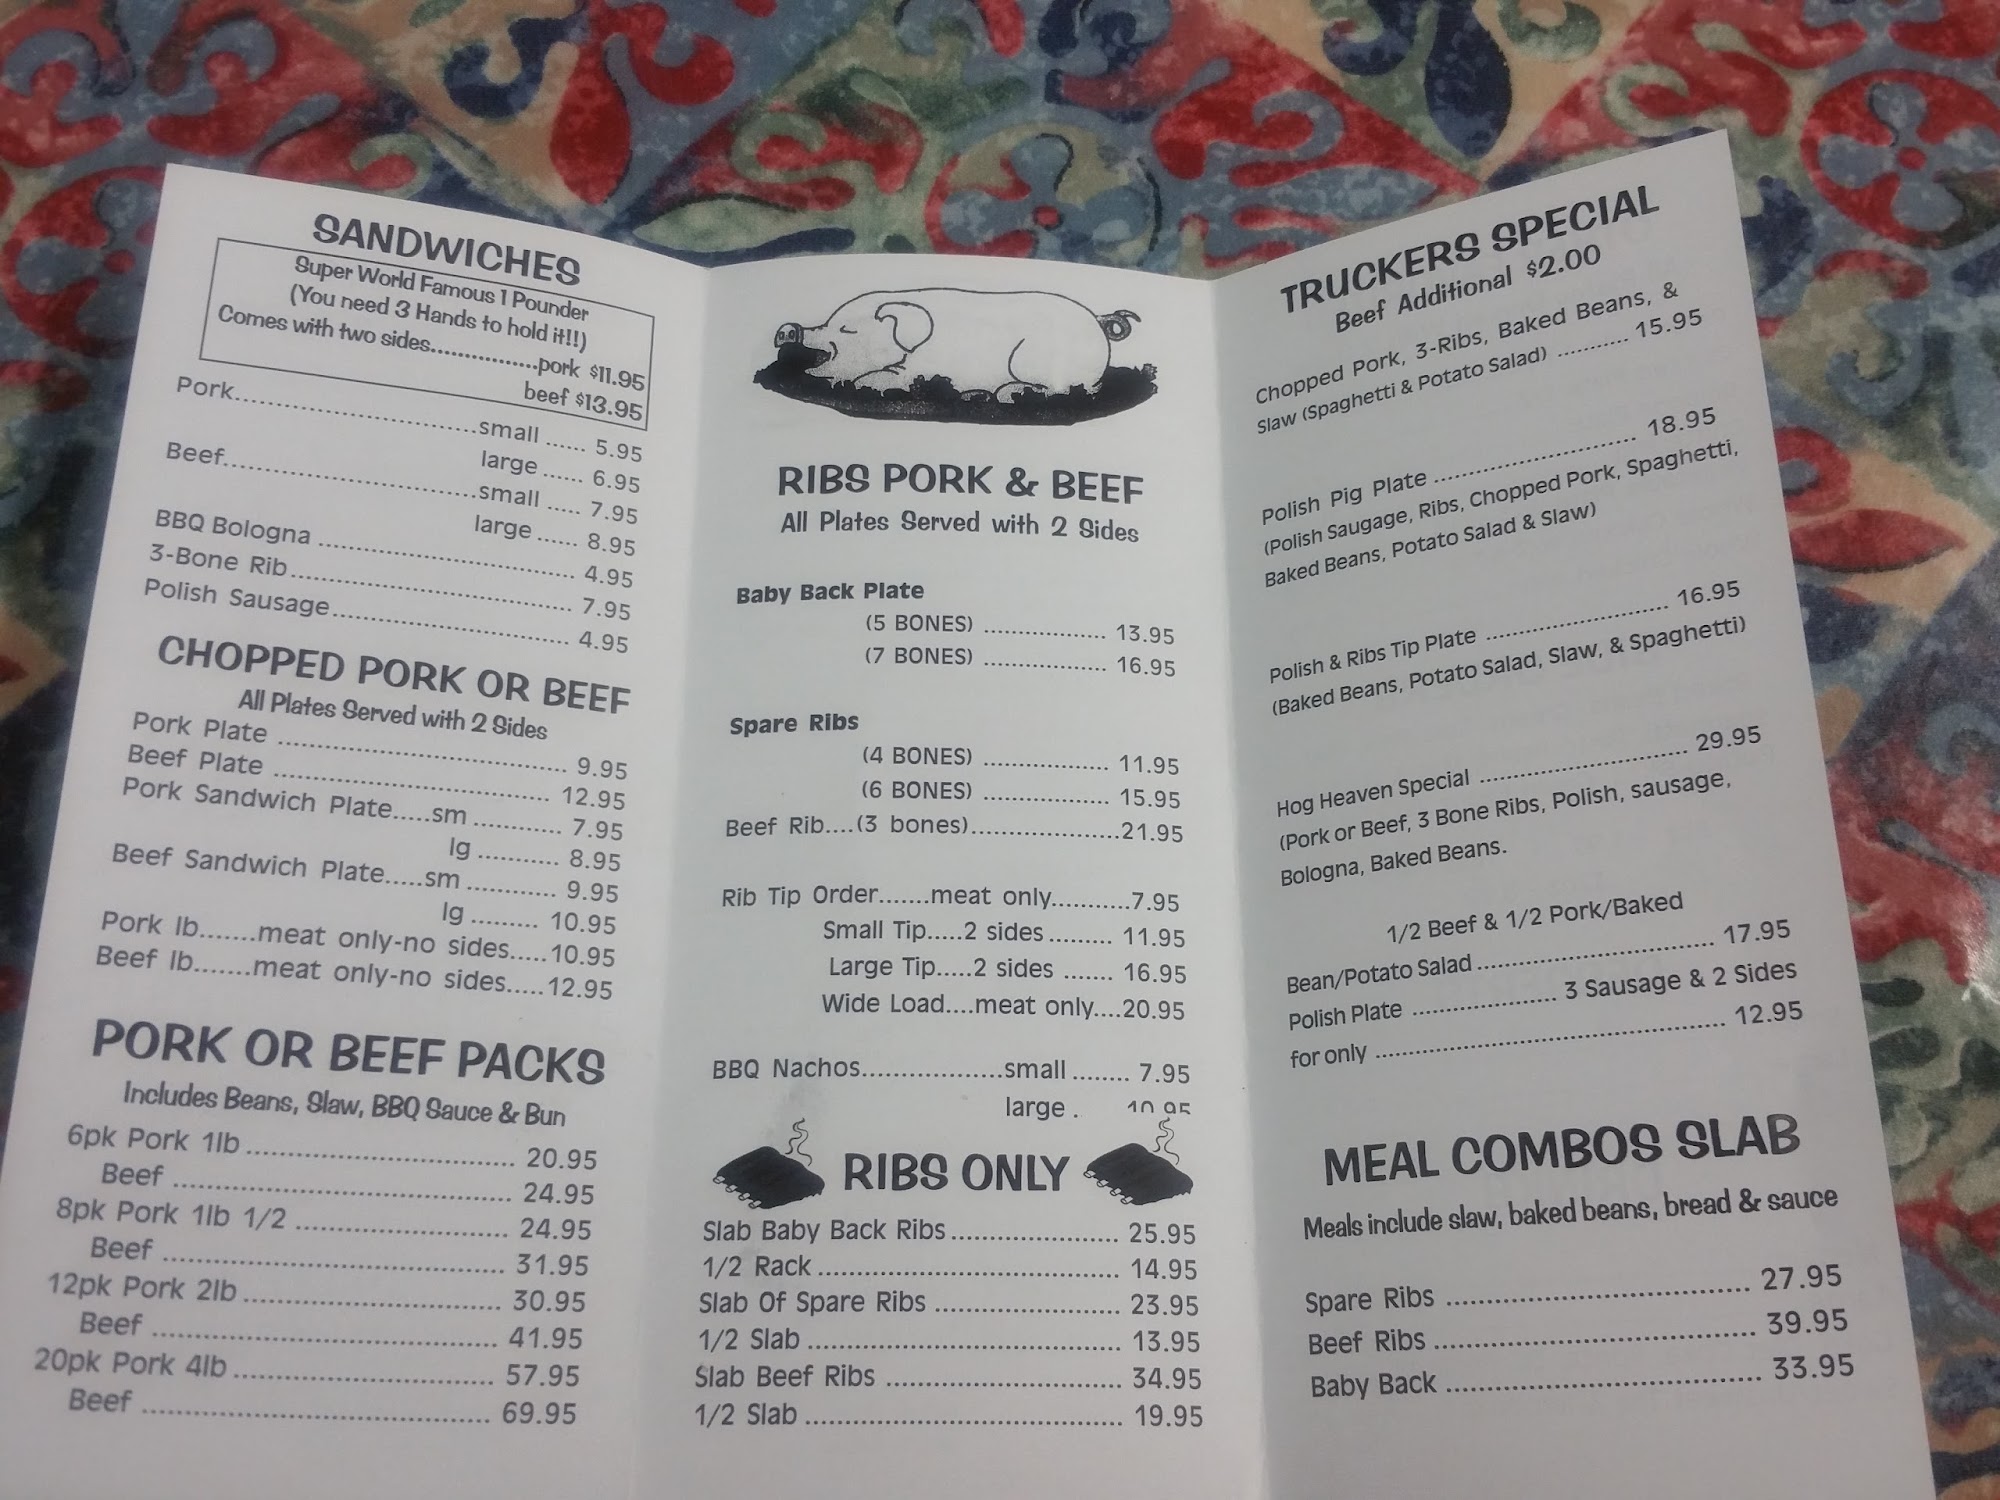 SANDWICHES
Super World Famous 1 Pounder
(You need 3 Hands to hold it!!)
Comes with two sides.................pork $11.95
beef $13.95
Pork..............................small ...... 5.95
large ...... 6.95
Beef..............................small ..... 7.95
large ...... 8.95
BBQ Bologna .............................. 4.95
3-Bone Rib.................................. 7.95
Polish Sausage............................ 4.95
CHOPPED PORK OR BEEF
All Plates Served with 2 Sides
Pork Plate .................................. 9.95
Beef Plate ................................ 12.95
Pork Sandwich Plate.....sm ........... 7.95
lg .......... 8.95
Beef Sandwich Plate.....sm ........... 9.95
lg ........ 10.95
Pork lb.......meat only-no sides.....10.95
Beef lb.......meat only-no sides.....12.95
PORK OR BEEF PACKS
Includes Beans, Slaw, BBQ Sauce & Bun
6pk Pork 1lb ................................ 20.95
Beef ........................................ 24.95
8pk Pork 1lb 1/2 .......................... 24.95
Beef ........................................ 31.95
12pk Pork 2lb .............................. 30.95
Beef ........................................ 41.95
20pk Pork 4lb .............................. 57.95
Beef ........................................ 69.95
RIBS PORK & BEEF
All Plates Served with 2 Sides
Baby Back Plate
(5 BONES) .................. 13.95
(7 BONES) .................. 16.95
Spare Ribs
(4 BONES) .................. 11.95
(6 BONES) .................. 15.95
Beef Rib....(3 bones)....................21.95
Rib Tip Order.......meat only...........7.95
Small Tip.....2 sides ......... 11.95
Large Tip.....2 sides ....... 16.95
Wide Load....meat only....20.95
BBQ Nachos....................small ........ 7.95
large . 10.95
RIBS ONLY
Slab Baby Back Ribs ........................ 25.95
1/2 Rack ........................................ 14.95
Slab Of Spare Ribs .......................... 23.95
1/2 Slab .......................................... 13.95
Slab Beef Ribs ................................ 34.95
1/2 Slab .......................................... 19.95
TRUCKERS SPECIAL
Beef Additional $2.00
Chopped Pork, 3-Ribs, Baked Beans, &
Slaw (Spaghetti & Potato Salad) ........... 15.95
Polish Pig Plate .............................. 18.95
(Polish Saugage, Ribs, Chopped Pork, Spaghetti,
Baked Beans, Potato Salad & Slaw)
Polish & Ribs Tip Plate .......................... 16.95
(Baked Beans, Potato Salad, Slaw, & Spaghetti)
Hog Heaven Special .............................. 29.95
(Pork or Beef, 3 Bone Ribs, Polish, sausage,
Bologna, Baked Beans.
1/2 Beef & 1/2 Pork/Baked
Bean/Potato Salad .................................. 17.95
Polish Plate .................... 3 Sausage & 2 Sides
for only .................................................. 12.95
MEAL COMBOS SLAB
Meals include slaw, baked beans, bread & sauce
Spare Ribs ........................................ 27.95
Beef Ribs .......................................... 39.95
Baby Back ........................................ 33.95